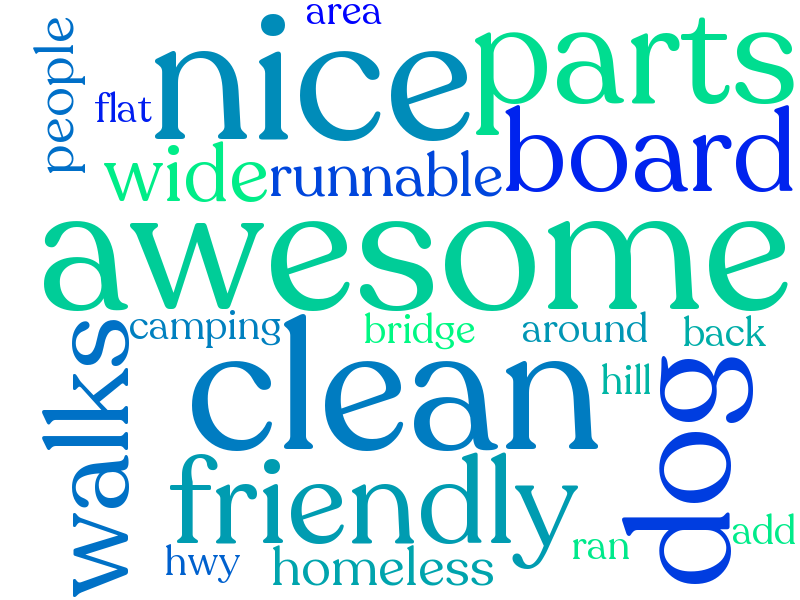 area
people
nice
parts
flat
board
wide
runnable
awesome
camping
bridge
around
back
walks
clean
hill
dog
friendly
hwy
homeless
ran
add